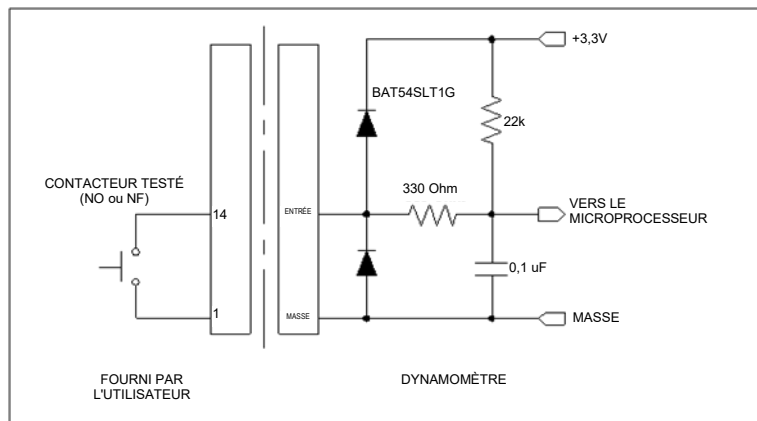 +3,3V
BAT54SLT1G
22k
CONTACTEUR TESTÉ
(NO ou NF)
330 Ohm
14
ENTRÉE
VERS LE
MICROPROCESSEUR
0,1 uF
1
MASSE
MASSE
FOURNI PAR
L'UTILISATEUR
DYNAMOMÈTRE